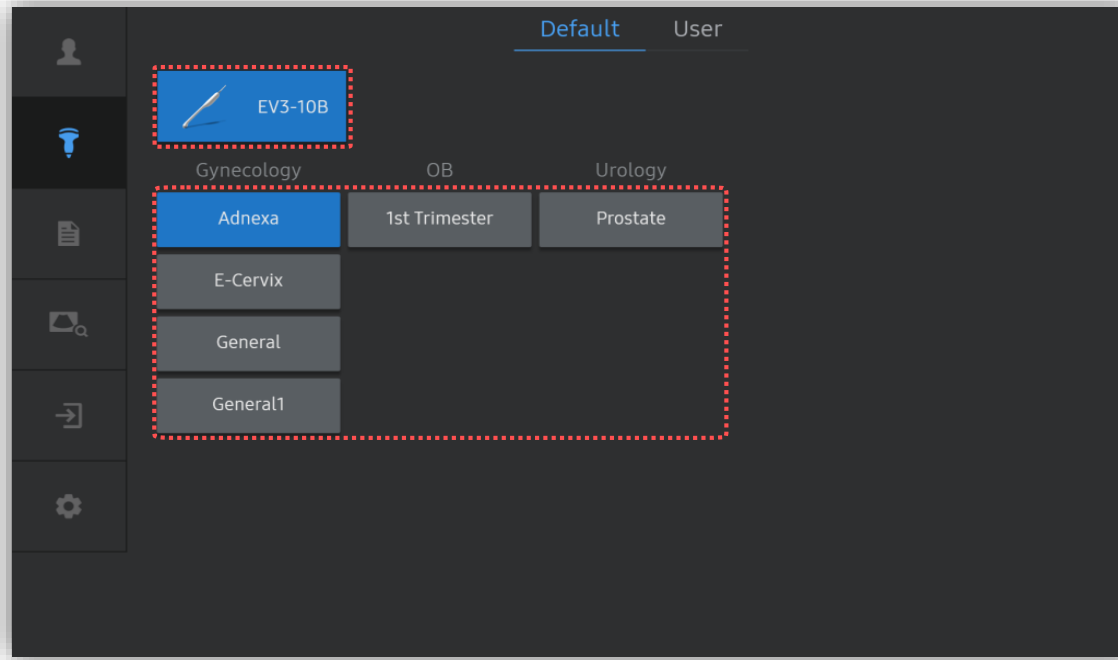 Default User
EV3-10B
Gynecology OB Urology
Adnexa 1st Trimester Prostate
E-Cervix
General
General1